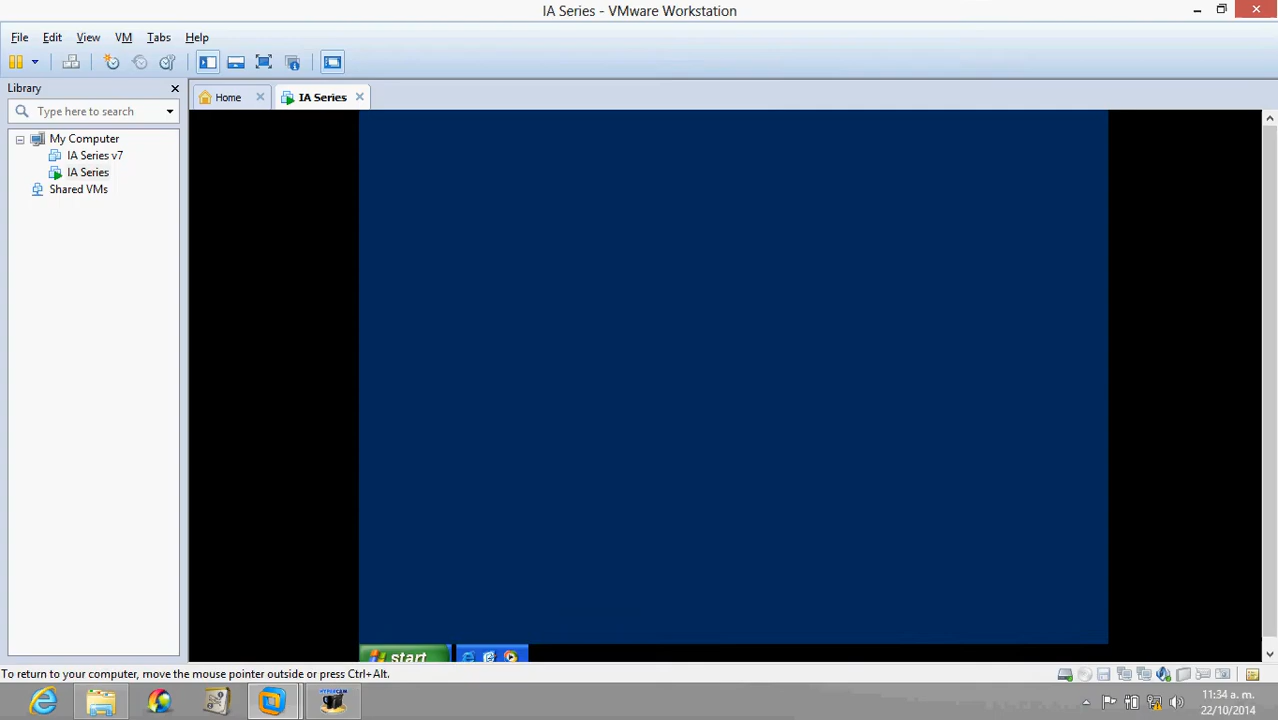 IA Series - VMware Workstation
File Edit View VM Tabs Help
Library
Type here to search
Home
IA Series
My Computer
IA Series v7
IA Series
Shared VMs
start
To return to your computer, move the mouse pointer outside or press Ctrl+Alt.
11:34 a. m.
22/10/2014